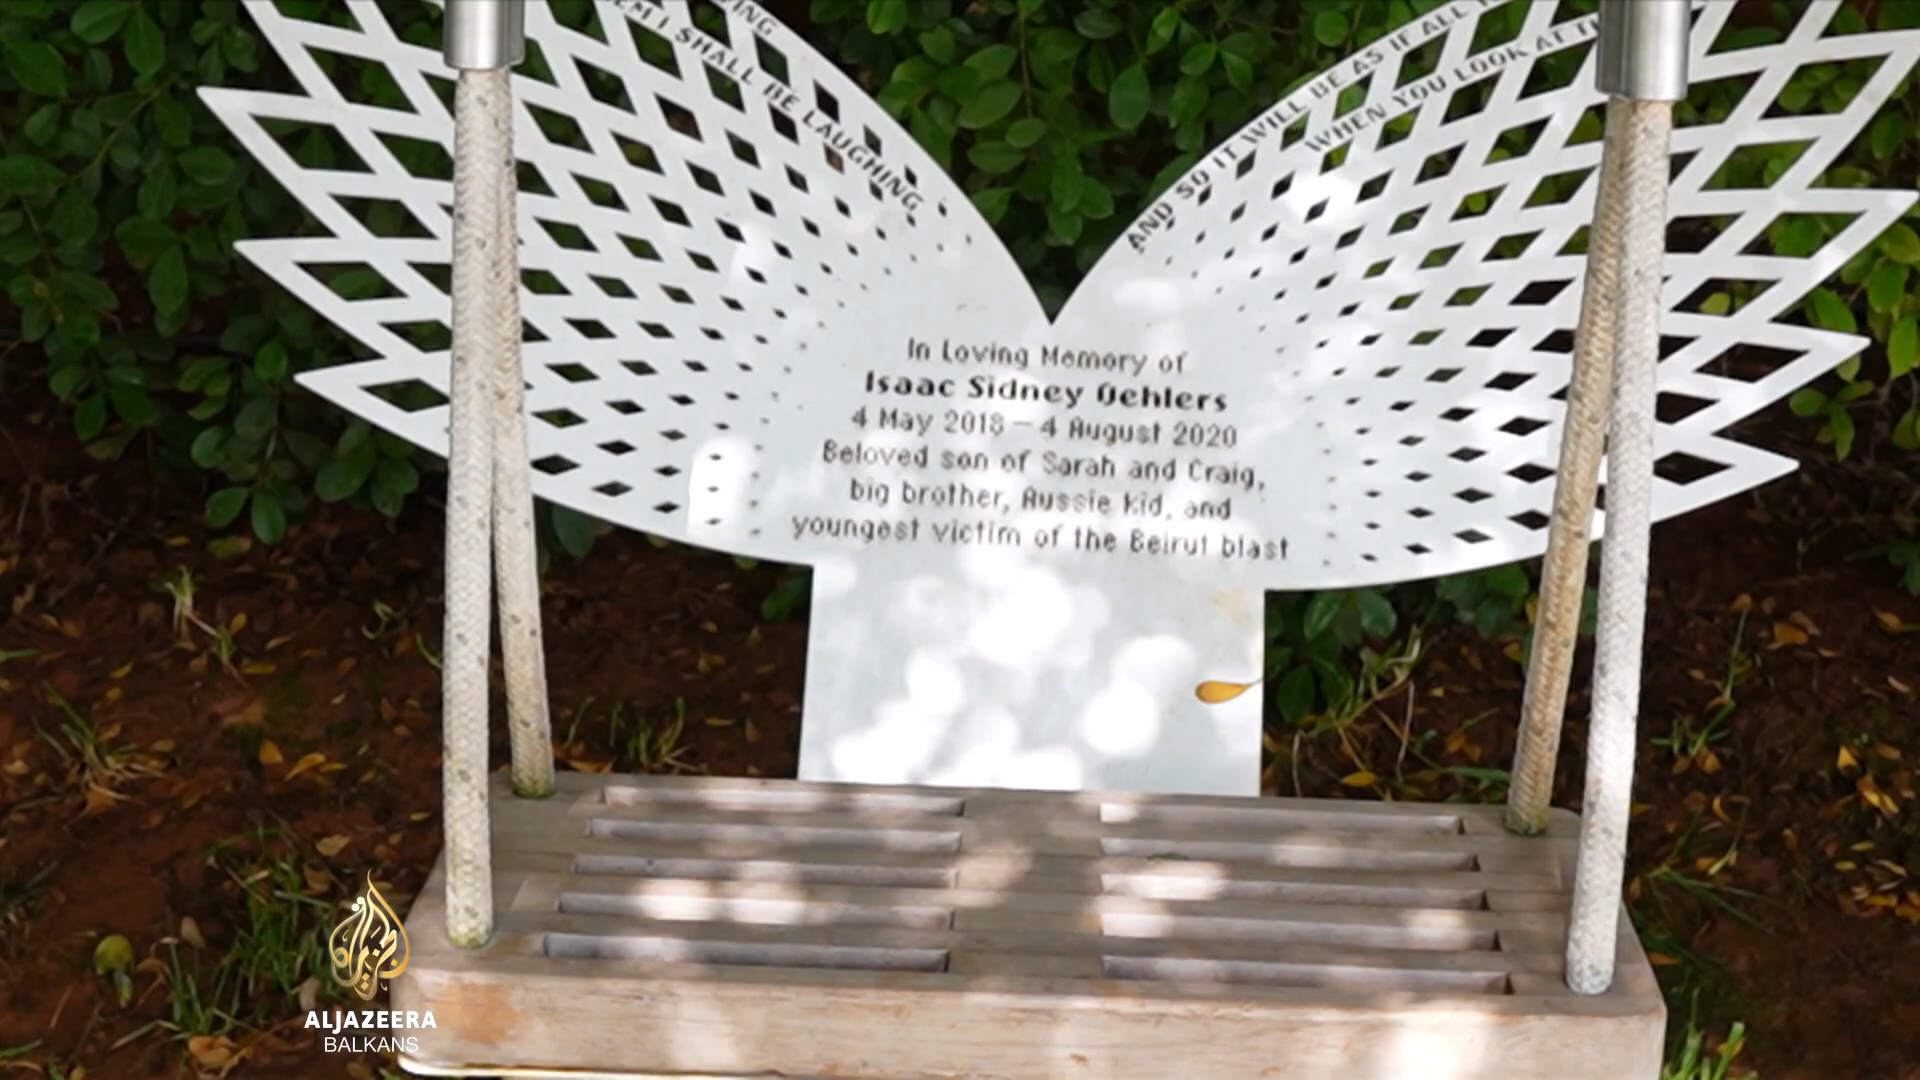 SHALL BE LAUGHING
AND SO IT WILL BE AS IF ALL
WHEN YOU LOOK AT
In Loving Memory of
Isaac Sidney Oehlers
4 May 2018 – 4 August 2020
Beloved son of Sarah and Craig,
big brother, Aussie kid, and
youngest victim of the Beirut blast
ALJAZEERA
BALKANS